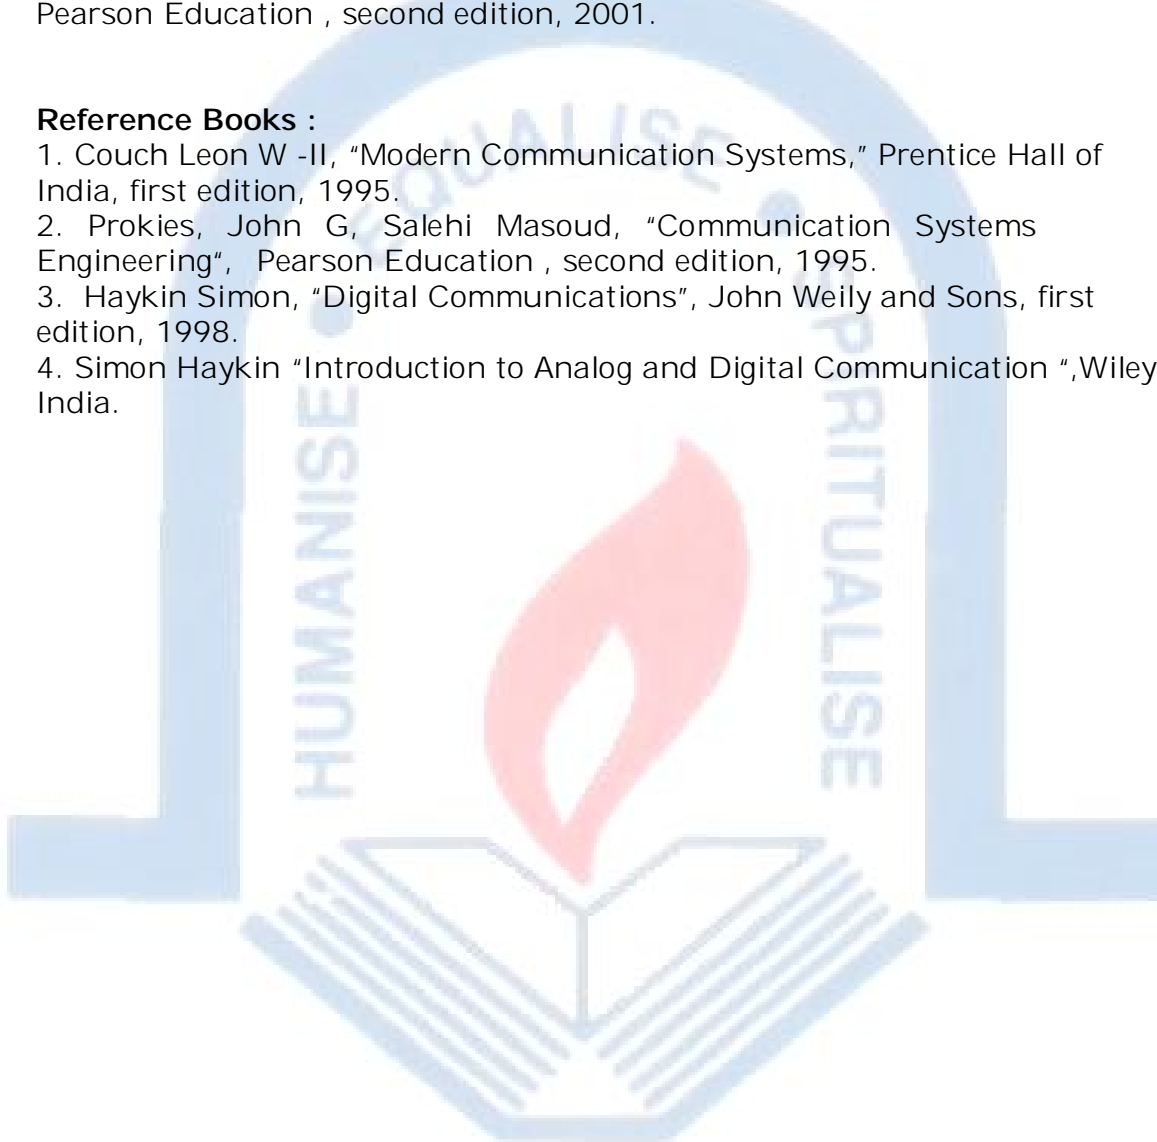 Pearson Education , second edition, 2001.
Reference Books :
1. Couch Leon W -II, “Modern Communication Systems,” Prentice Hall of
India, first edition, 1995.
2. Prokies, John G, Salehi Masoud, “Communication Systems
Engineering“, Pearson Education , second edition, 1995.
3. Haykin Simon, “Digital Communications”, John Weily and Sons, first
edition, 1998.
4. Simon Haykin “Introduction to Analog and Digital Communication “,Wiley
India.
HUMANISE • EQUALISE • SPIRITUALISE